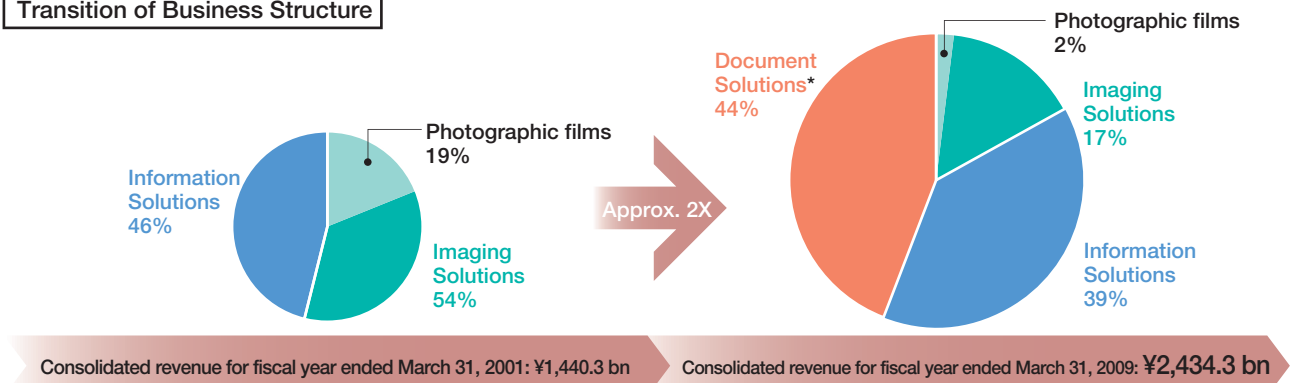 Transition of Business Structure
Photographic films
19%
Information
Solutions
46%
Imaging
Solutions
54%
Approx. 2X
Photographic films
2%
Document
Solutions*
44%
Imaging
Solutions
17%
Information
Solutions
39%
Consolidated revenue for fiscal year ended March 31, 2001: ¥1,440.3 bn
Consolidated revenue for fiscal year ended March 31, 2009: ¥2,434.3 bn